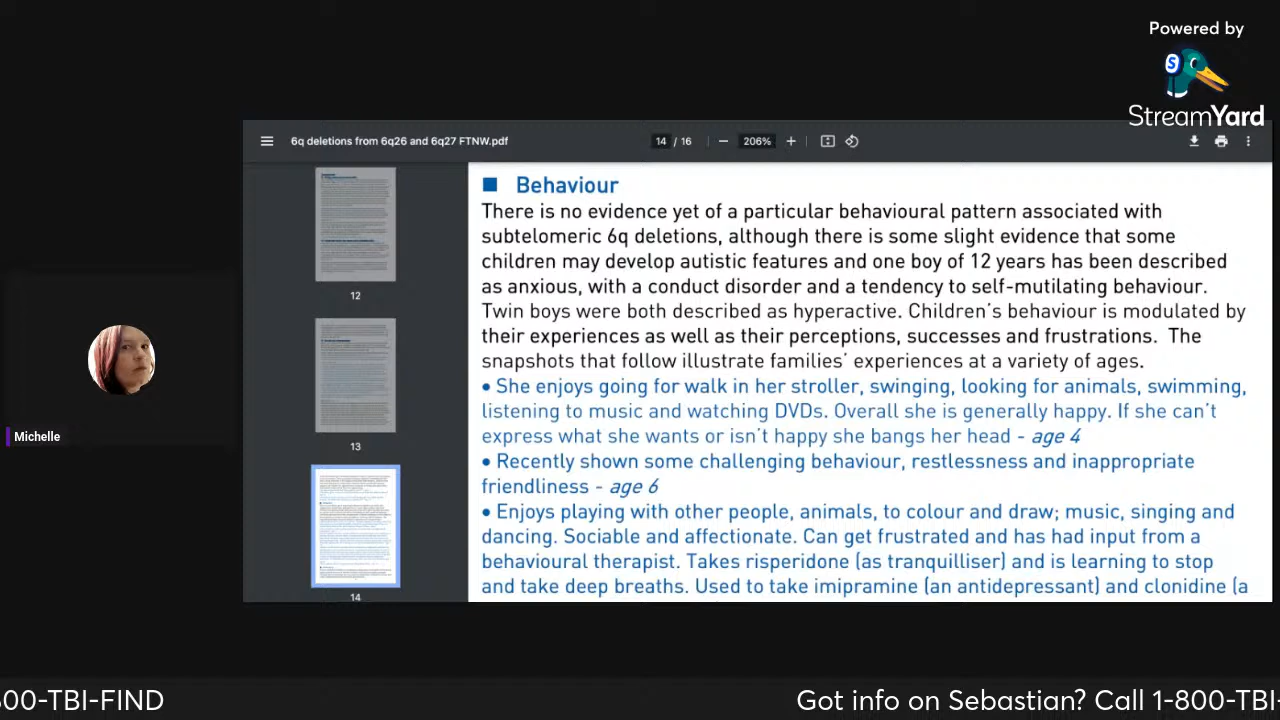 Powered by
S
StreamYard
6q deletions from 6q26 and 6q27 FTNW.pdf
14 / 16
206%
12
13
14
Behaviour
There is no evidence yet of a particular behavioural pattern associated with
subtelomeric 6q deletions, although there is some slight evidence that some
children may develop autistic features and one boy of 12 years has been described
as anxious, with a conduct disorder and a tendency to self-mutilating behaviour.
Twin boys were both described as hyperactive. Children's behaviour is modulated by
their experiences as well as their perceptions, successes and frustrations. The
snapshots that follow illustrate families' experiences at a variety of ages.
• She enjoys going for walk in her stroller, swinging, looking for animals, swimming,
listening to music and watching DVDs. Overall she is generally happy. If she can't
express what she wants or isn't happy she bangs her head - age 4
• Recently shown some challenging behaviour, restlessness and inappropriate
friendliness - age 6
• Enjoys playing with other people, animals, to colour and draw, music, singing and
dancing. Sociable and affectionate. Can get frustrated and has had input from a
behavioural therapist. Takes risperidone (as tranquilliser) and is learning to stop
and take deep breaths. Used to take imipramine (an antidepressant) and clonidine (a
Michelle
00-TBI-FIND
Got info on Sebastian? Call 1-800-TBI-